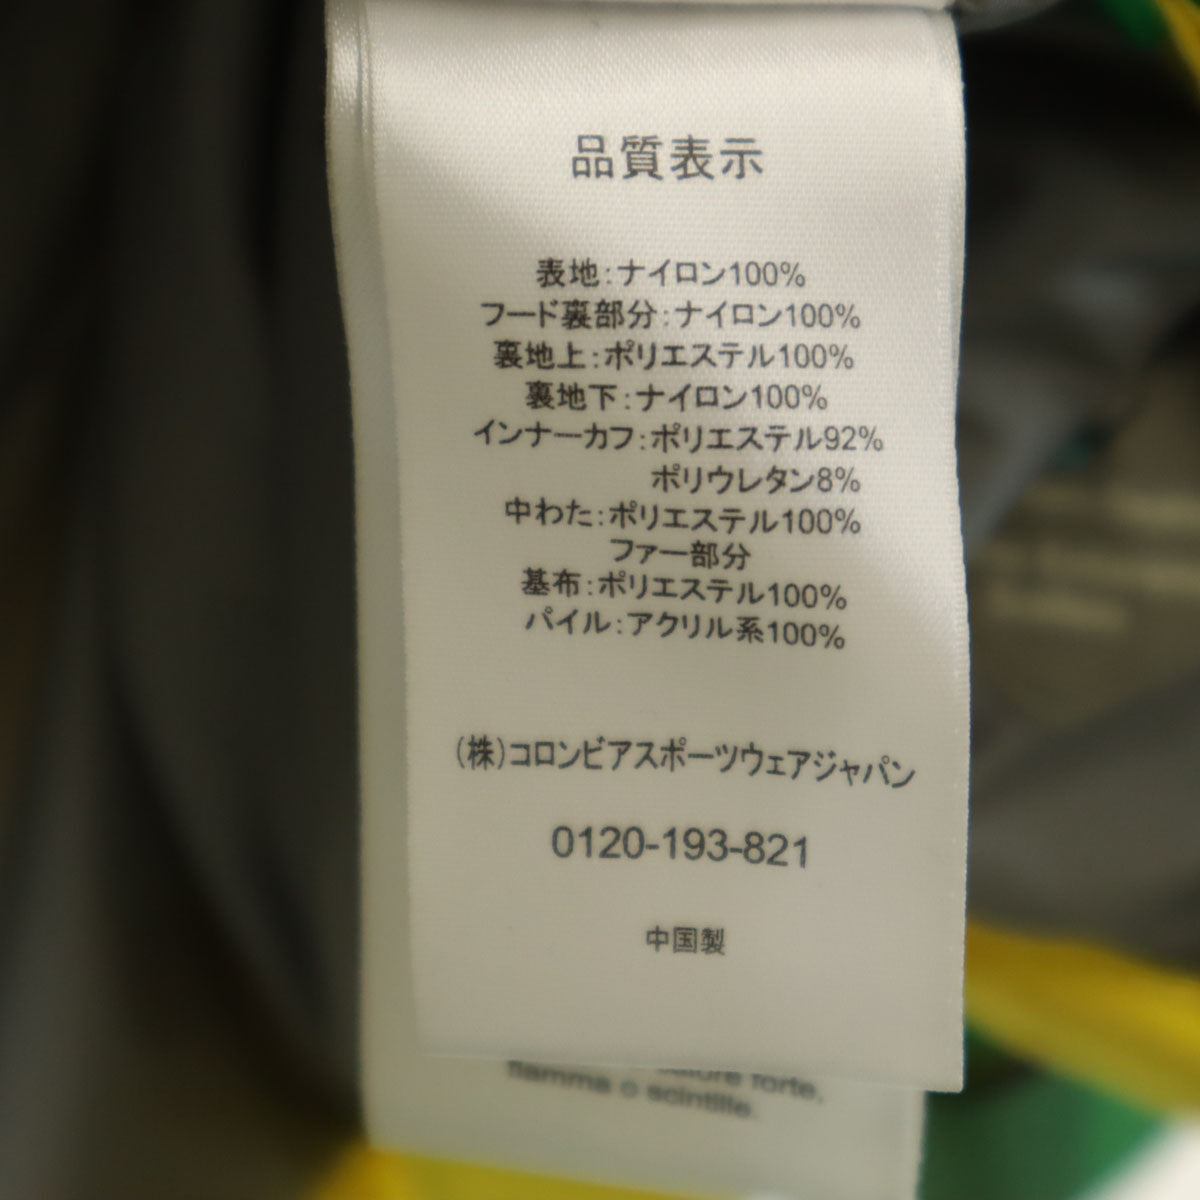 品質表示
表地:ナイロン100%
フード裏部分:ナイロン100%
裏地上:ポリエステル100%
裏地下:ナイロン100%
インナーカフ:ポリエステル92%
ポリウレタン8%
中わた:ポリエステル100%
ファー部分
基布:ポリエステル100%
パイル:アクリル系100%
(株)コロンビアスポーツウェアジャパン
0120-193-821
中国製
forte,
fiamma o scintille.